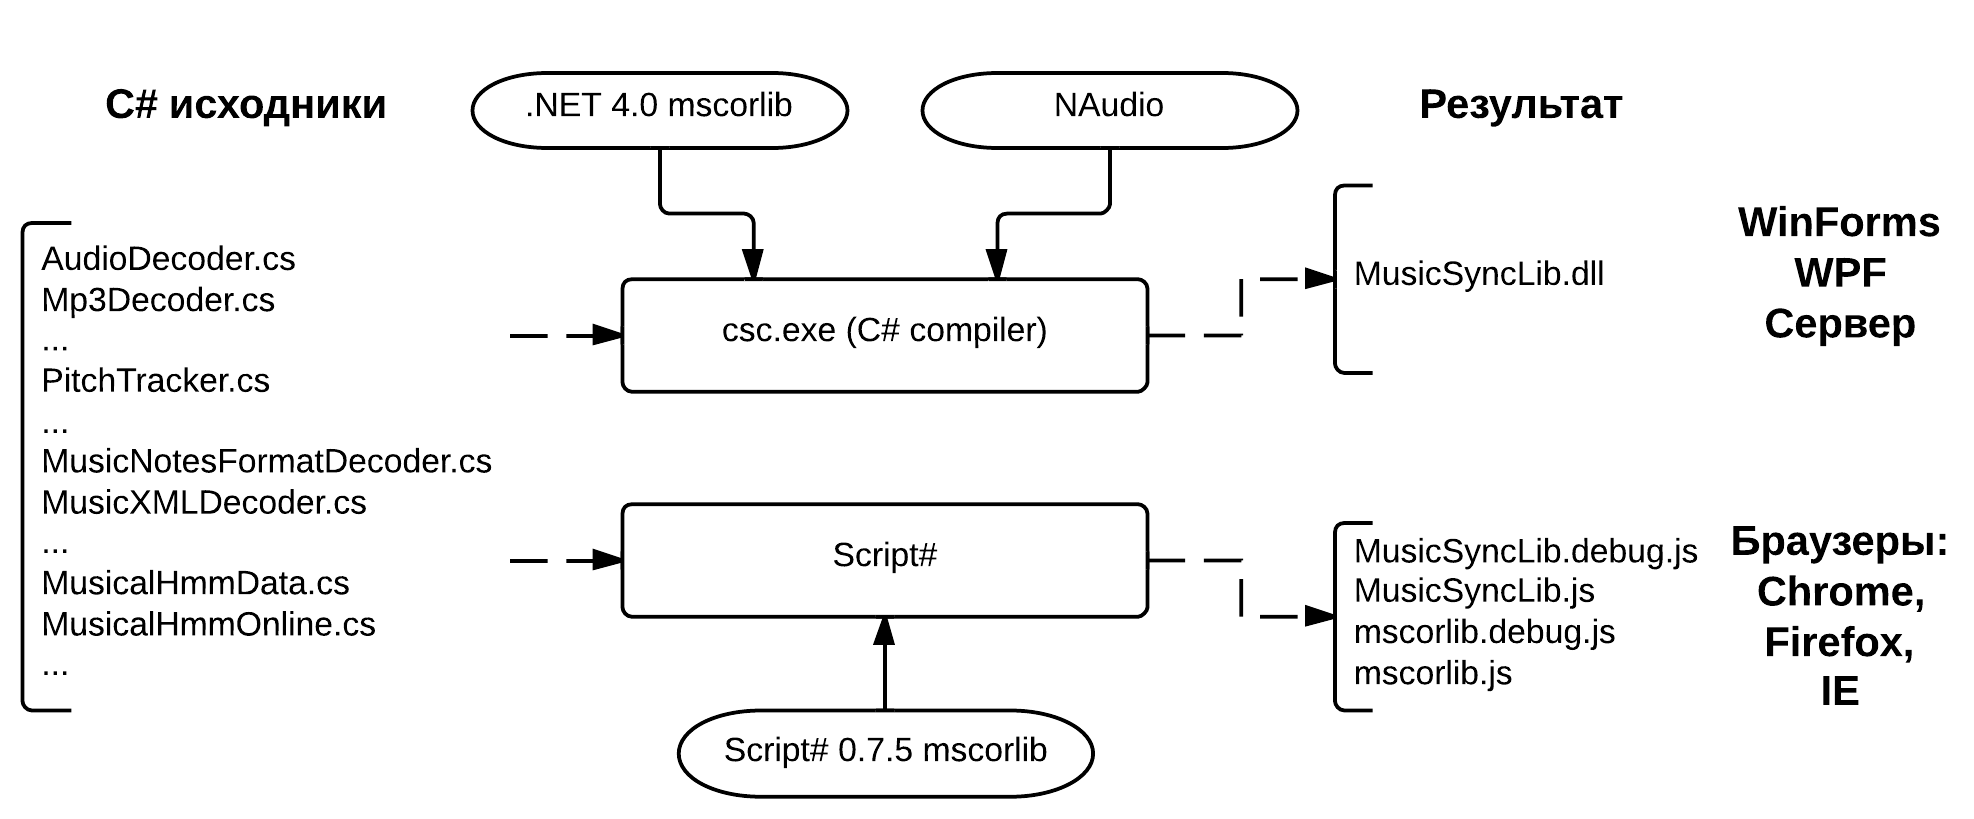 C# исходники
.NET 4.0 mscorlib
NAudio
Результат
AudioDecoder.cs
Mp3Decoder.cs
...
PitchTracker.cs
...
MusicNotesFormatDecoder.cs
MusicXMLDecoder.cs
...
MusicalHmmData.cs
MusicalHmmOnline.cs
...
csc.exe (C# compiler)
Script#
Script# 0.7.5 mscorlib
MusicSyncLib.dll
WinForms
WPF
Сервер
MusicSyncLib.debug.js
MusicSyncLib.js
mscorlib.debug.js
mscorlib.js
Браузеры:
Chrome,
Firefox,
IE